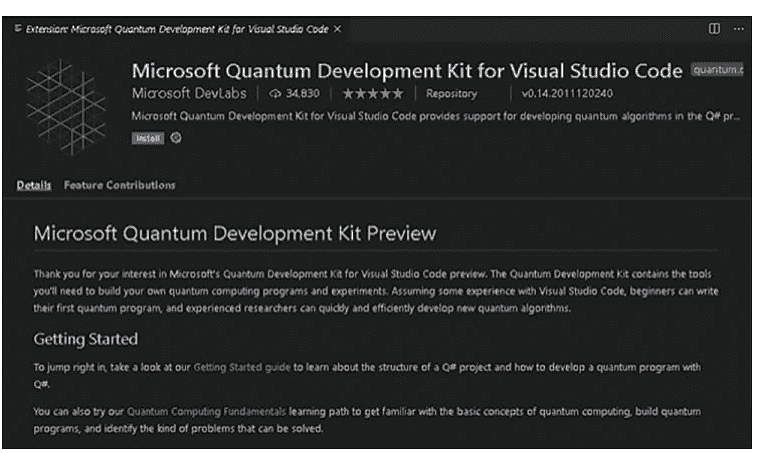 Extension: Microsoft Quantum Development Kit for Visual Studio Code ×
Microsoft Quantum Development Kit for Visual Studio Code quantum.
Microsoft DevLabs | 34,830 | ★★★★★ | Repository | v0.14.2011120240
Microsoft Quantum Development Kit for Visual Studio Code provides support for developing quantum algorithms in the Q# pr...
Install
Details Feature Contributions
Microsoft Quantum Development Kit Preview
Thank you for your interest in Microsoft's Quantum Development Kit for Visual Studio Code preview. The Quantum Development Kit contains the tools
you'll need to build your own quantum computing programs and experiments. Assuming some experience with Visual Studio Code, beginners can write
their first quantum program, and experienced researchers can quickly and efficiently develop new quantum algorithms.
Getting Started
To jump right in, take a look at our Getting Started guide to learn about the structure of a Q# project and how to develop a quantum program with
Q#.
You can also try our Quantum Computing Fundamentals learning path to get familiar with the basic concepts of quantum computing, build quantum
programs, and identify the kind of problems that can be solved.